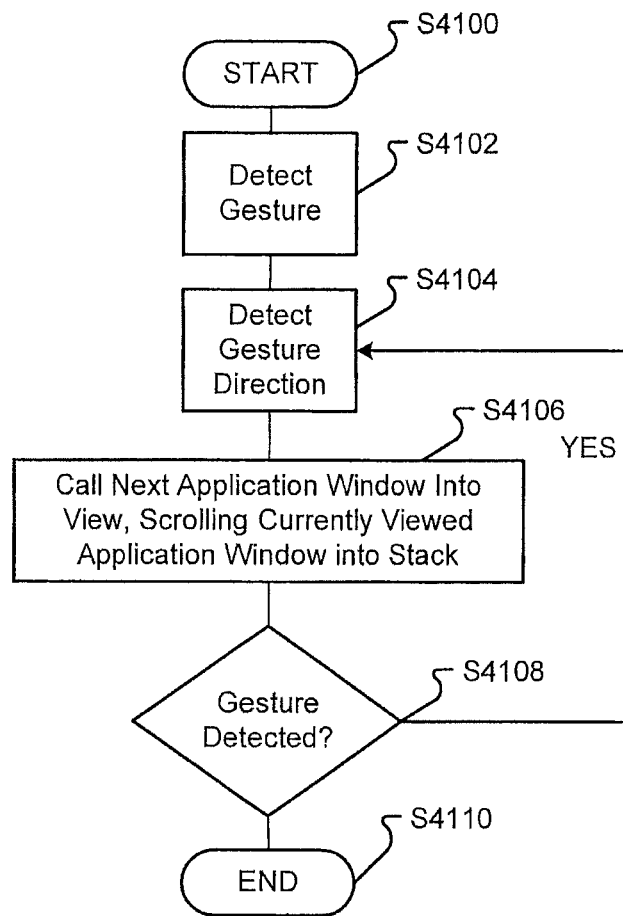 S4100
START
S4102
Detect
Gesture
S4104
Detect
Gesture
Direction
S4106
YES
Call Next Application Window Into
View, Scrolling Currently Viewed
Application Window into Stack
S4108
Gesture
Detected?
S4110
END